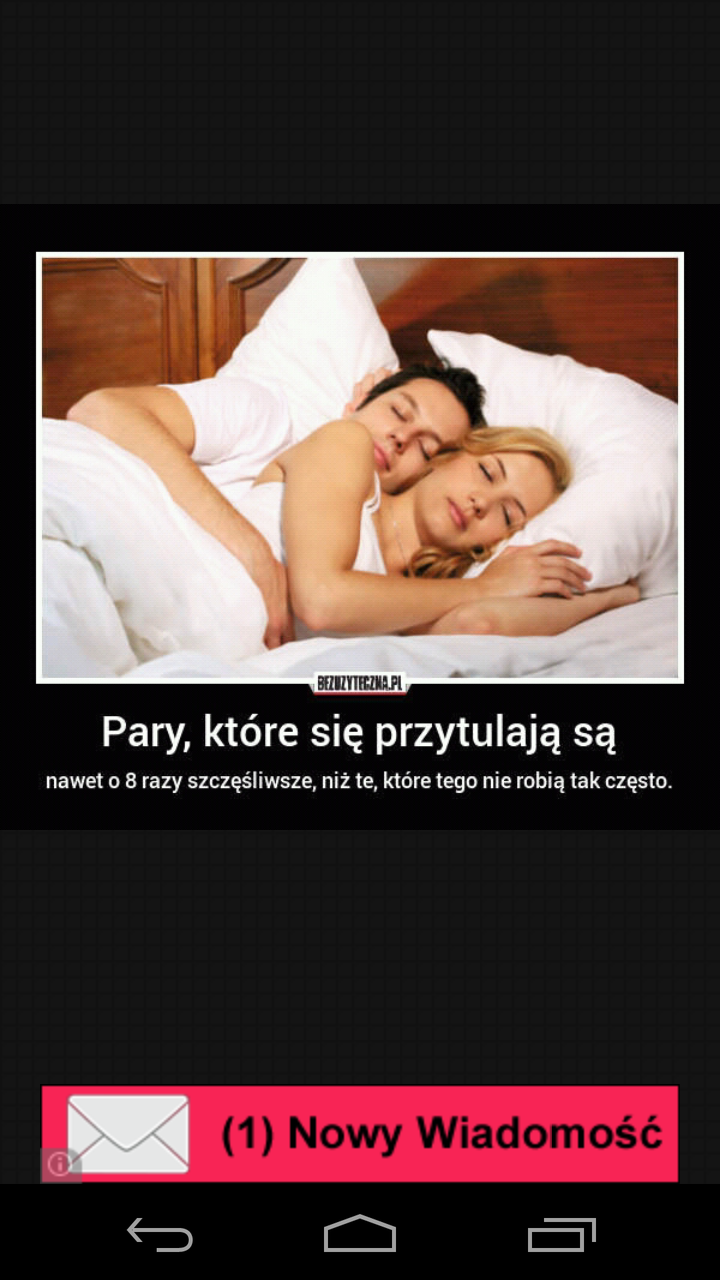 BEZUZYTECZNA.PL
Pary, które się przytulają są
nawet o 8 razy szczęśliwsze, niż te, które tego nie robią tak często.
(1) Nowy Wiadomość